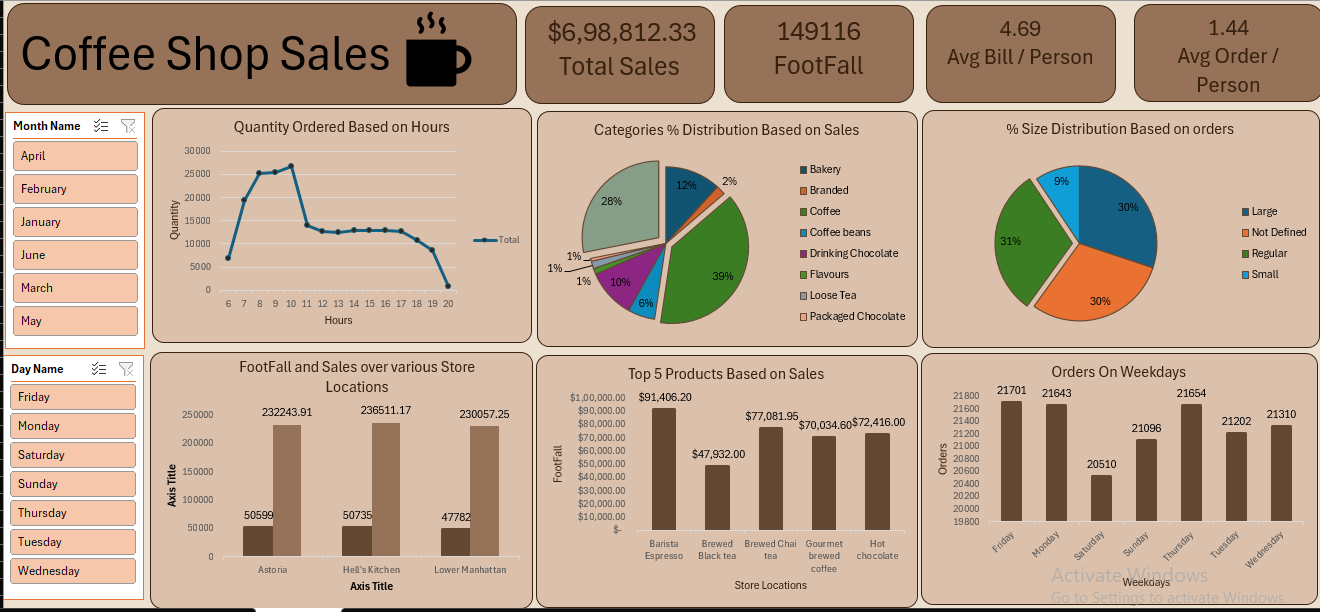 Coffee Shop Sales
$6,98,812.33
Total Sales
149116
FootFall
4.69
Avg Bill / Person
1.44
Avg Order /
Person
Month Name
April
February
January
June
March
May
Quantity Ordered Based on Hours
30000
25000
20000
15000
10000
5000
0
Quantity
6 7 8 9 10 11 12 13 14 15 16 17 18 19 20
Hours
Total
Categories % Distribution Based on Sales
12%
2%
39%
6%
10%
1%
1%
1%
28%
Bakery
Branded
Coffee
Coffee beans
Drinking Chocolate
Flavours
Loose Tea
Packaged Chocolate
% Size Distribution Based on orders
30%
30%
31%
9%
Large
Not Defined
Regular
Small
Day Name
Friday
Monday
Saturday
Sunday
Thursday
Tuesday
Wednesday
FootFall and Sales over various Store
Locations
250000
200000
150000
100000
50000
0
Axis Title
232243.91
236511.17
230057.25
50599
50735
47782
Astoria
Hell's Kitchen
Lower Manhattan
Axis Title
Top 5 Products Based on Sales
$1,00,000.00
$90,000.00
$80,000.00
$70,000.00
$60,000.00
$50,000.00
$40,000.00
$30,000.00
$20,000.00
$10,000.00
$-
FootFall
$91,406.20
$47,932.00
$77,081.95
$70,034.60
$72,416.00
Barista
Espresso
Brewed
Black tea
Brewed Chai
tea
Gourmet
brewed
coffee
Hot
chocolate
Store Locations
Orders On Weekdays
21800
21600
21400
21200
21000
20800
20600
20400
20200
20000
19800
Orders
21701
21643
20510
21096
21654
21202
21310
Friday
Monday
Saturday
Sunday
Thursday
Tuesday
Wednesday
Weekdays
Activate Windows
Go to Settings to activate Windows.